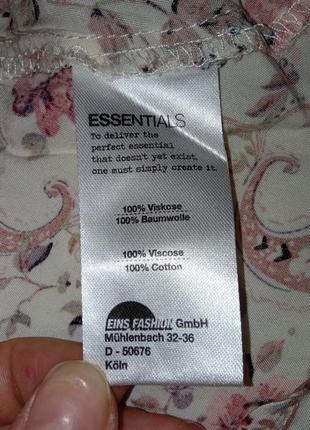 ESSENTIALS
To deliver the
perfect essential
that doesn't yet exist,
one must simply create it.
100% Viskose
100% Baumwolle
100% Viscose
100% Cotton
EINS FASHION GmbH
Mühlenbach 32-36
D - 50676
Köln